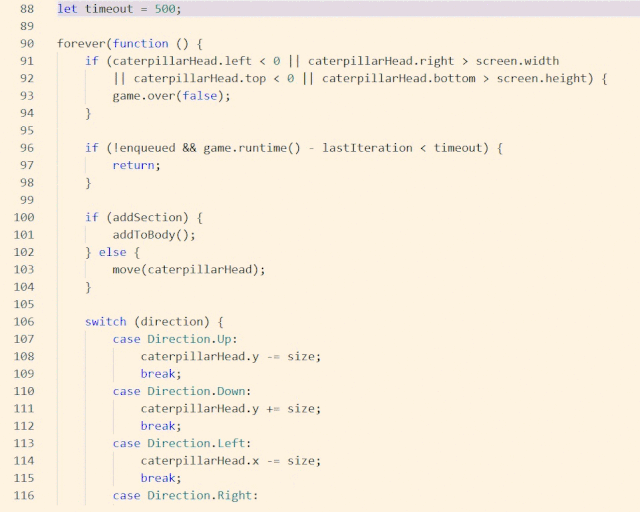 88 let timeout = 500;
89
90 forever(function () {
91     if (caterpillarHead.left < 0 || caterpillarHead.right > screen.width
92         || caterpillarHead.top < 0 || caterpillarHead.bottom > screen.height) {
93         game.over(false);
94     }
95
96     if (!enqueued && game.runtime() - lastIteration < timeout) {
97         return;
98     }
99
100     if (addSection) {
101         addToBody();
102     } else {
103         move(caterpillarHead);
104     }
105
106     switch (direction) {
107         case Direction.Up:
108             caterpillarHead.y -= size;
109             break;
110         case Direction.Down:
111             caterpillarHead.y += size;
112             break;
113         case Direction.Left:
114             caterpillarHead.x -= size;
115             break;
116         case Direction.Right: